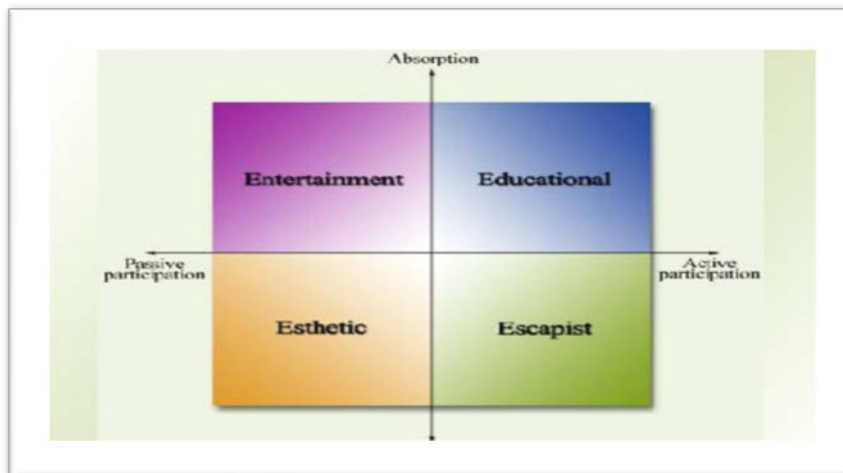 Absorption
Entertainment
Educational
Passive
participation
Active
participation
Esthetic
Escapist